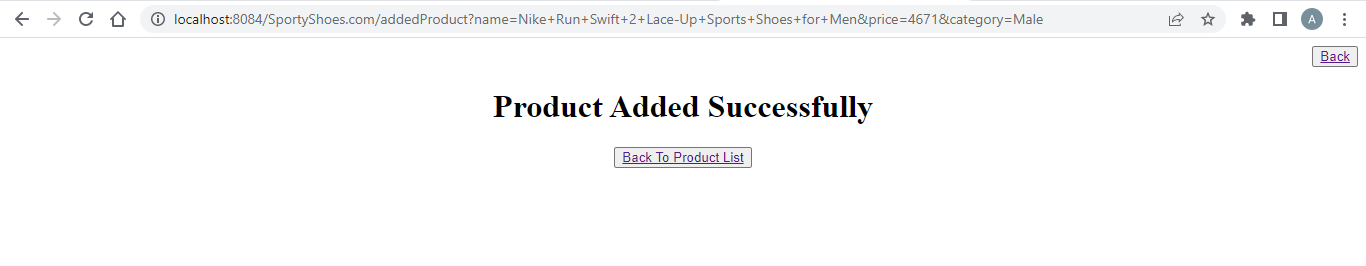 localhost:8084/SportyShoes.com/addedProduct?name=Nike+Run+Swift+2+Lace-Up+Sports+Shoes+for+Men&price=4671&category=Male
A
Back
Product Added Successfully
Back To Product List